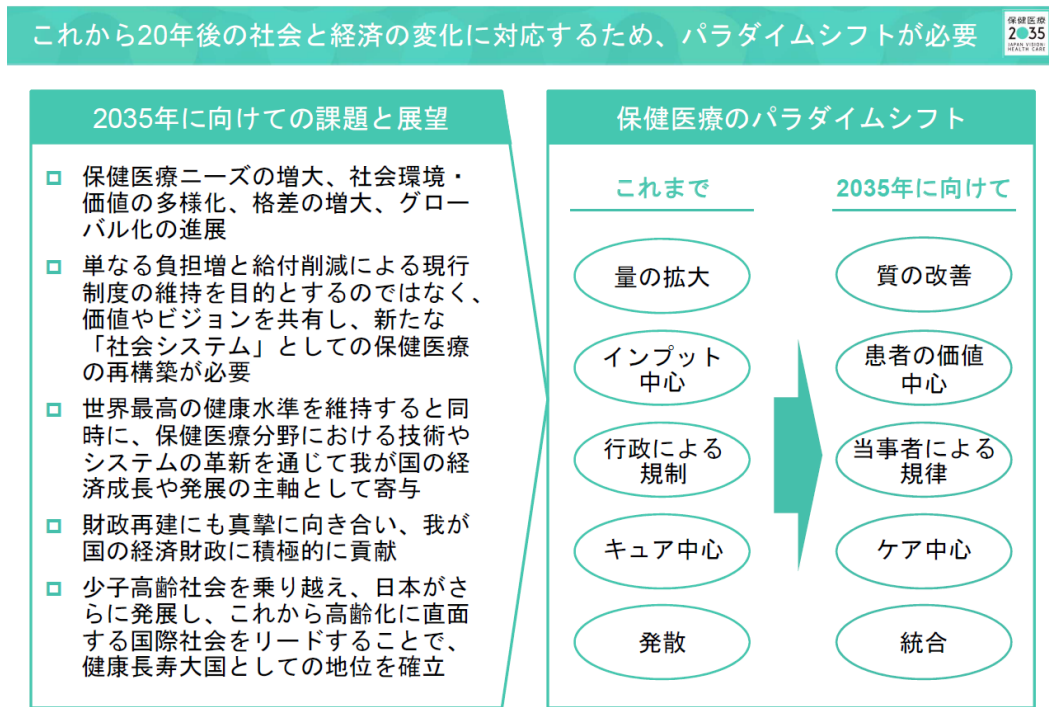 これから20年後の社会と経済の変化に対応するため、パラダイムシフトが必要
保健医療
2035
JAPAN VISION:
HEALTH CARE
2035年に向けての課題と展望
保健医療ニーズの増大、社会環境・
価値の多様化、格差の増大、グロー
バル化の進展
単なる負担増と給付削減による現行
制度の維持を目的とするのではなく、
価値やビジョンを共有し、新たな
「社会システム」としての保健医療
の再構築が必要
世界最高の健康水準を維持すると同
時に、保健医療分野における技術や
システムの革新を通じて我が国の経
済成長や発展の主軸として寄与
財政再建にも真摯に向き合い、我が
国の経済財政に積極的に貢献
少子高齢社会を乗り越え、日本がさ
らに発展し、これから高齢化に直面
する国際社会をリードすることで、
健康長寿大国としての地位を確立
保健医療のパラダイムシフト
これまで
2035年に向けて
量の拡大
質の改善
インプット
中心
患者の価値
中心
行政による
規制
当事者による
規律
キュア中心
ケア中心
発散
統合